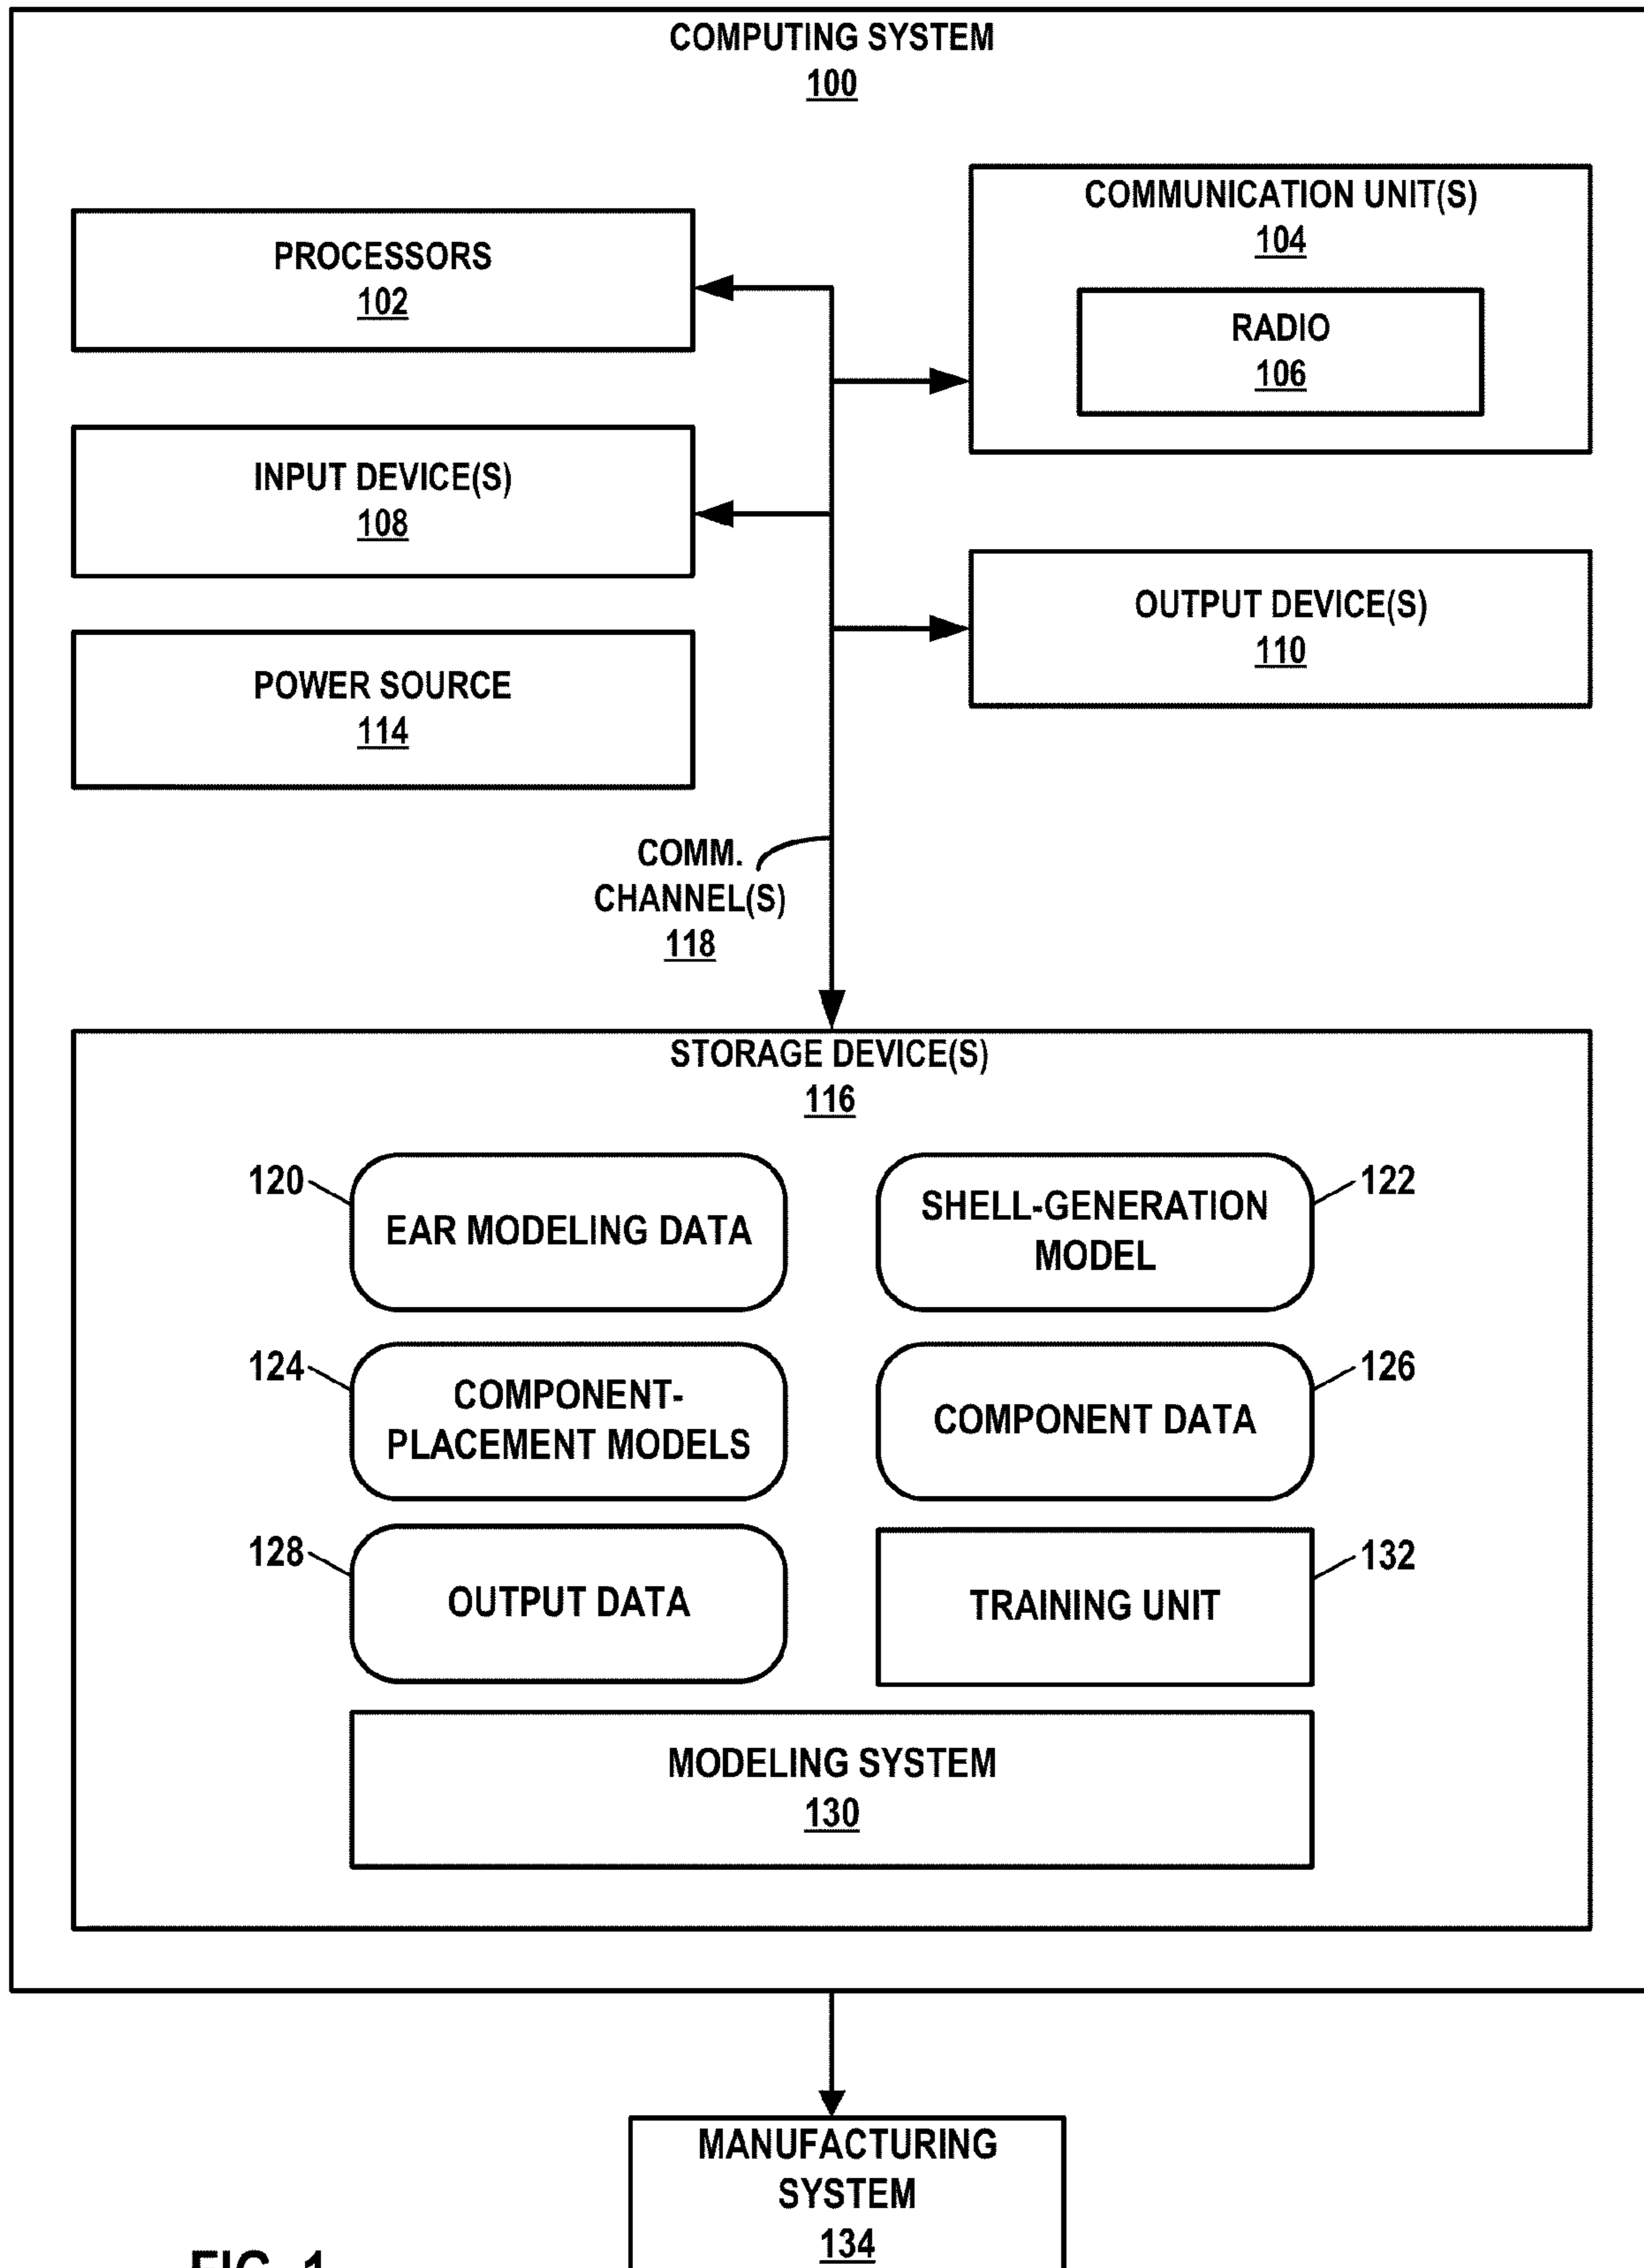 COMPUTING SYSTEM
100
PROCESSORS
102
COMMUNICATION UNIT(S)
104
RADIO
106
INPUT DEVICE(S)
108
OUTPUT DEVICE(S)
110
POWER SOURCE
114
COMM.
CHANNEL(S)
118
STORAGE DEVICE(S)
116
120
EAR MODELING DATA
SHELL-GENERATION
MODEL
122
124
COMPONENT-
PLACEMENT MODELS
COMPONENT DATA
126
128
OUTPUT DATA
TRAINING UNIT
132
MODELING SYSTEM
130
MANUFACTURING
SYSTEM
134
FIG. 1